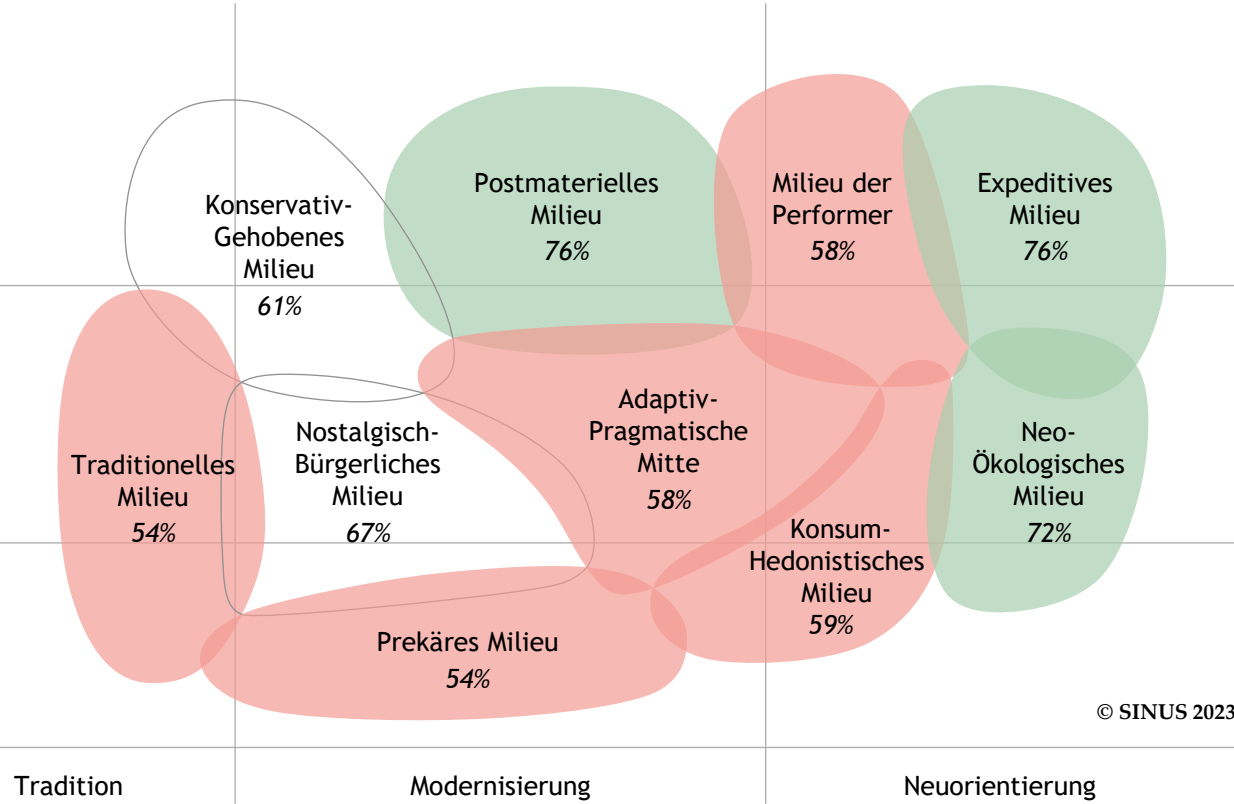 Konservativ-
Gehobenes
Milieu
61%
Postmaterielles
Milieu
76%
Milieu der
Performer
58%
Expeditives
Milieu
76%
Traditionelles
Milieu
54%
Nostalgisch-
Bürgerliches
Milieu
67%
Adaptiv-
Pragmatische
Mitte
58%
Konsum-
Hedonistisches
Milieu
59%
Neo-
Ökologisches
Milieu
72%
Prekäres Milieu
54%
© SINUS 2023
Tradition
Modernisierung
Neuorientierung